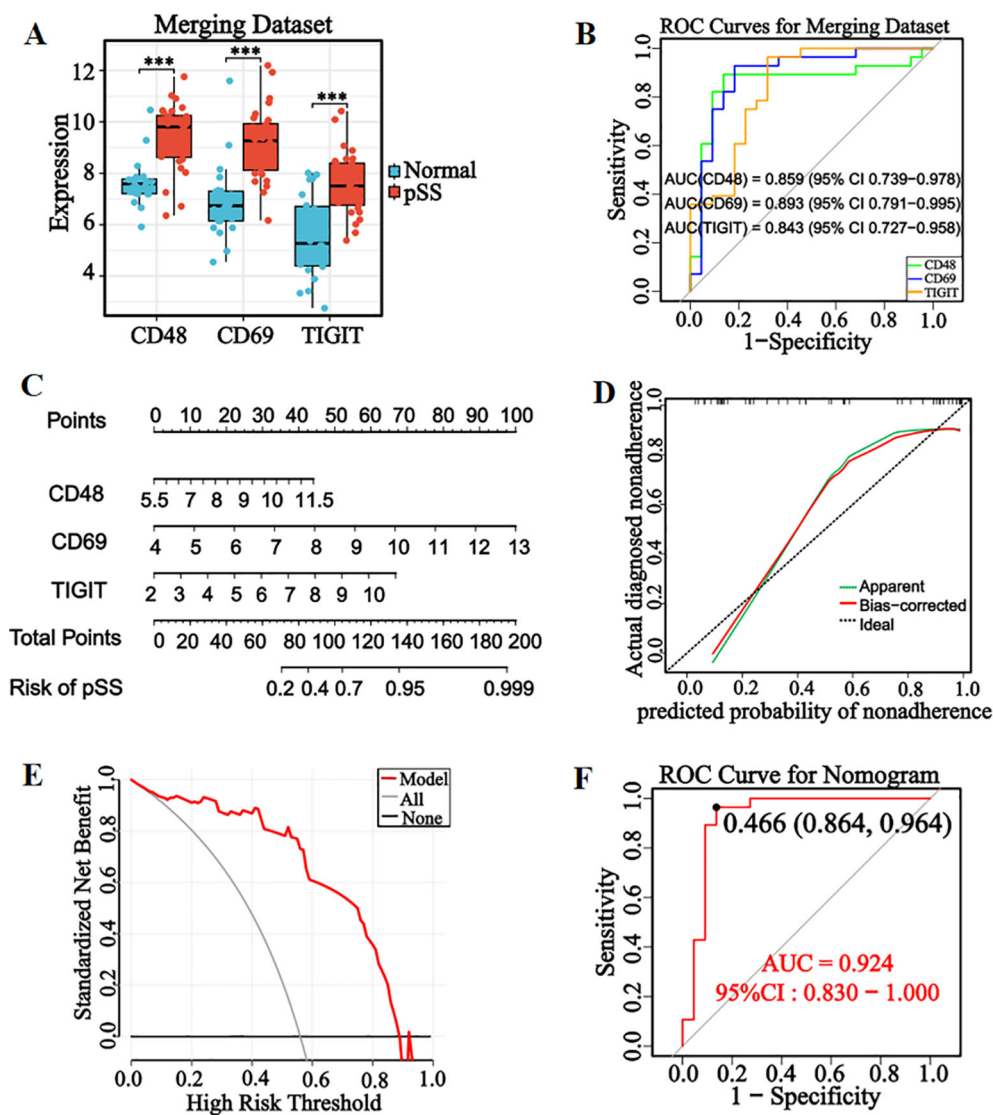 A
Merging Dataset
***
***
***
12
10
8
6
4
Expression
CD48
CD69
TIGIT
Normal
pSS
B
ROC Curves for Merging Dataset
1.0
0.8
0.6
0.4
0.2
0.0
Sensitivity
AUC(CD48) = 0.859 (95% CI 0.739−0.978)
AUC(CD69) = 0.893 (95% CI 0.791−0.995)
AUC(TIGIT) = 0.843 (95% CI 0.727−0.958)
CD48
CD69
TIGIT
0.0 0.2 0.4 0.6 0.8 1.0
1−Specificity
C
Points
0 10 20 30 40 50 60 70 80 90 100
CD48
5.5 7 8 9 10 11.5
CD69
4 5 6 7 8 9 10 11 12 13
TIGIT
2 3 4 5 6 7 8 9 10
Total Points
0 20 40 60 80 100 120 140 160 180 200
Risk of pSS
0.2 0.4 0.7 0.95 0.999
D
1.0
0.8
0.6
0.4
0.2
0.0
Actual diagnosed nonadherence
Apparent
Bias-corrected
Ideal
0.0 0.2 0.4 0.6 0.8 1.0
predicted probability of nonadherence
E
1.0
0.8
0.6
0.4
0.2
0.0
Standardized Net Benefit
Model
All
None
0.0 0.2 0.4 0.6 0.8 1.0
High Risk Threshold
F
ROC Curve for Nomogram
1.0
0.8
0.6
0.4
0.2
0.0
Sensitivity
0.466 (0.864, 0.964)
AUC = 0.924
95%CI : 0.830 − 1.000
0.0 0.2 0.4 0.6 0.8 1.0
1 − Specificity